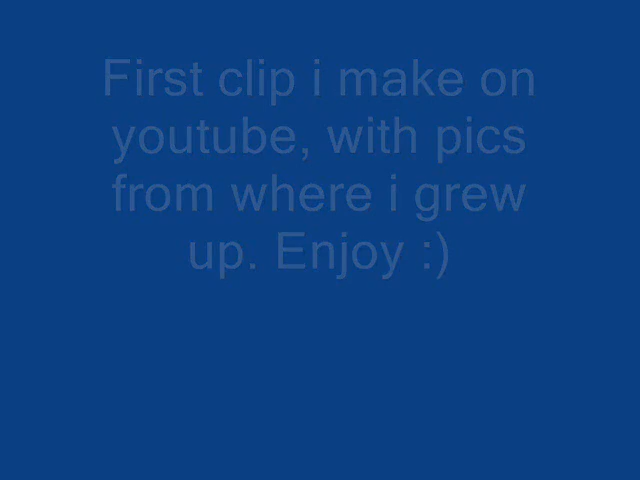 First clip i make on
youtube, with pics
from where i grew
up. Enjoy :)